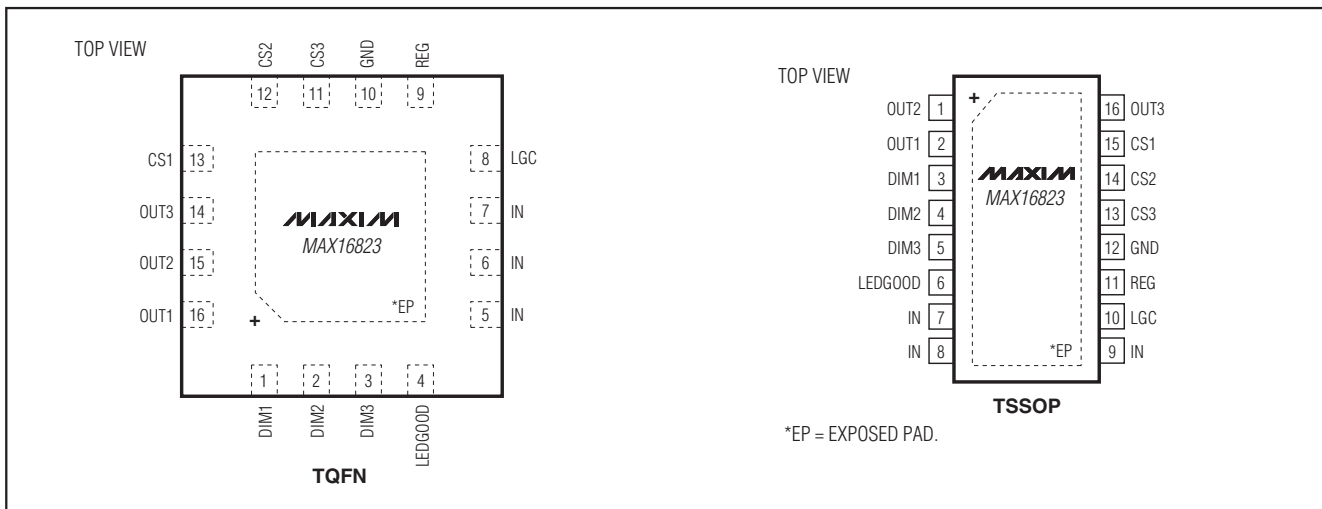 TOP VIEW
CS2
CS3
GND
REG
12
11
10
9
CS1 13
8 LGC
OUT3 14
7 IN
OUT2 15
6 IN
OUT1 16
5 IN
MAXIM
MAX16823
*EP
+
1
2
3
4
DIM1
DIM2
DIM3
LEDGOOD
TQFN
TOP VIEW
+
OUT2 1
16 OUT3
OUT1 2
15 CS1
DIM1 3
14 CS2
DIM2 4
13 CS3
DIM3 5
12 GND
LEDGOOD 6
11 REG
IN 7
10 LGC
IN 8
9 IN
MAXIM
MAX16823
*EP
TSSOP
*EP = EXPOSED PAD.